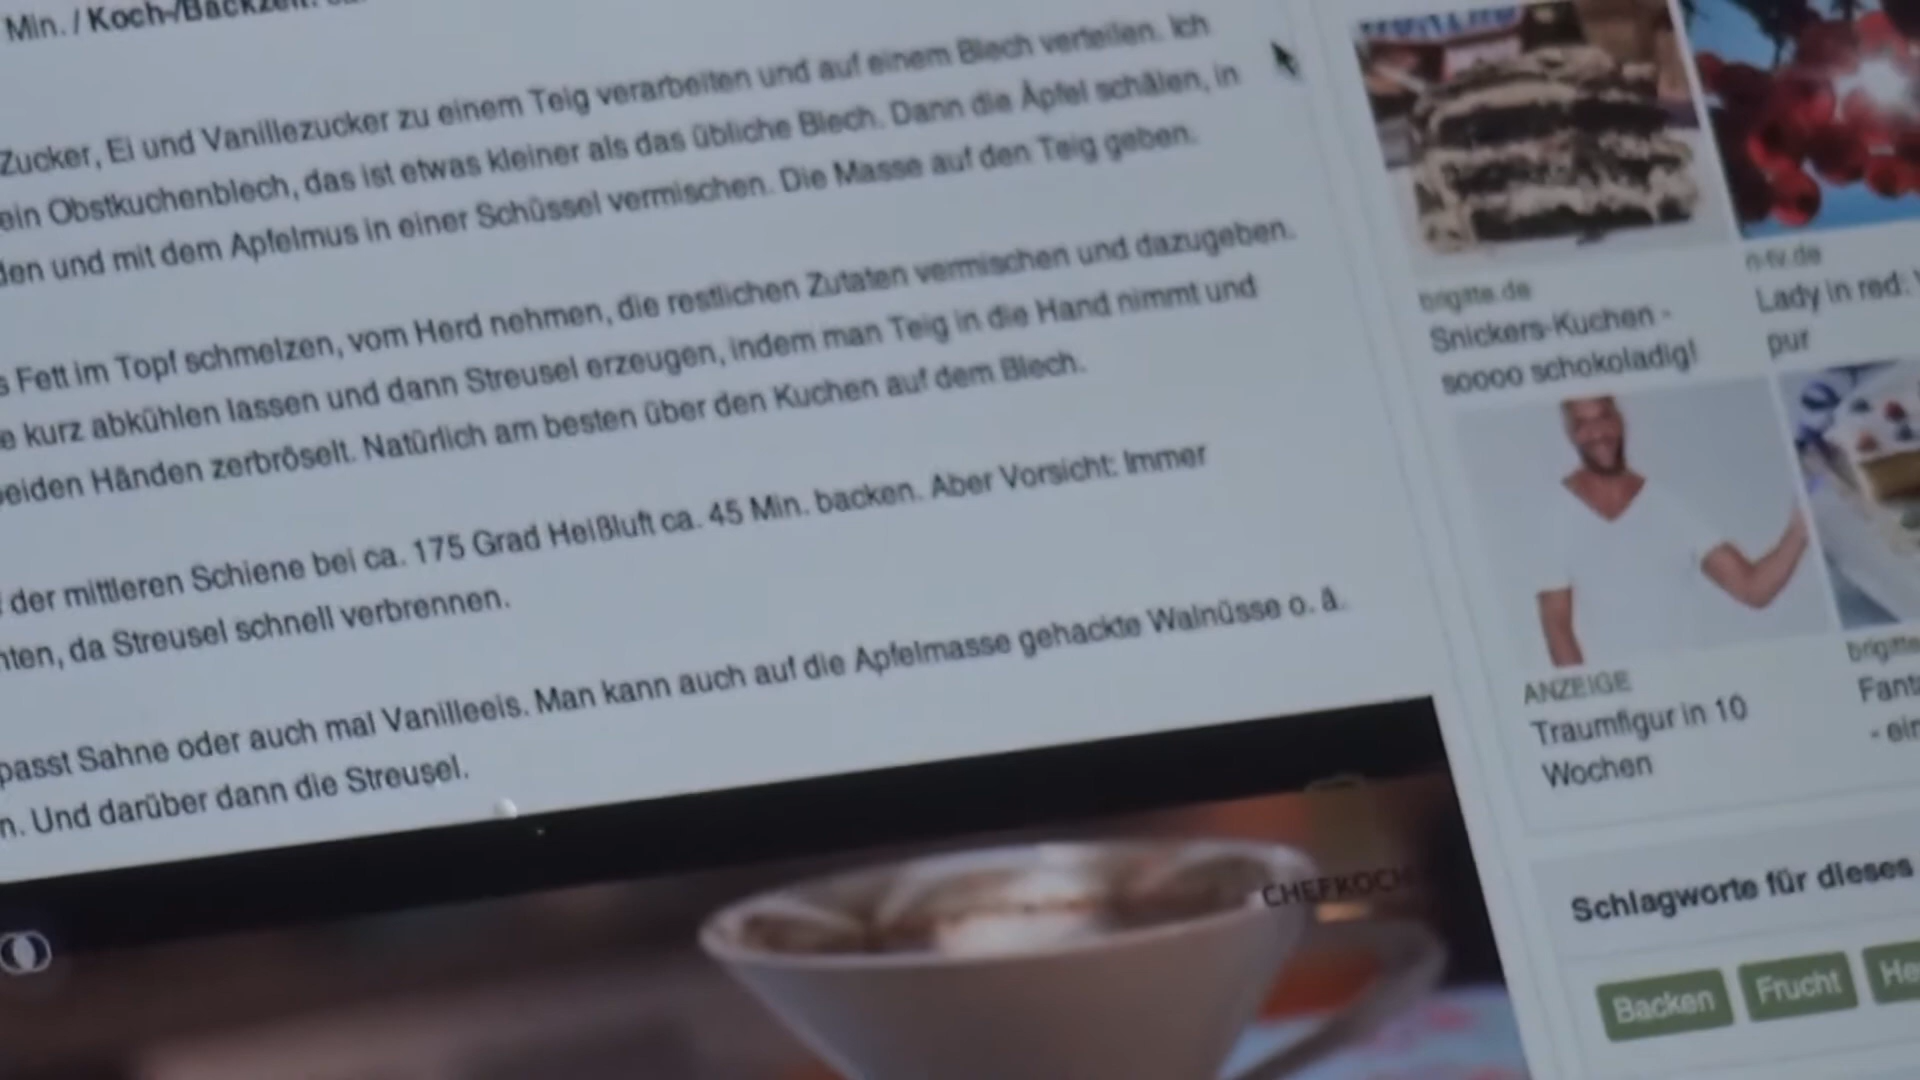 Min. / Koch-/Backzeit: ca.
Zucker, Ei und Vanillezucker zu einem Teig verarbeiten und auf einem Blech verteilen. Ich
ein Obstkuchenblech, das ist etwas kleiner als das übliche Blech. Dann die Äpfel schälen, in
den und mit dem Apfelmus in einer Schüssel vermischen. Die Masse auf den Teig geben.
s Fett im Topf schmelzen, vom Herd nehmen, die restlichen Zutaten vermischen und dazugeben.
e kurz abkühlen lassen und dann Streusel erzeugen, indem man Teig in die Hand nimmt und
beiden Händen zerbröselt. Natürlich am besten über den Kuchen auf dem Blech.
der mittleren Schiene bei ca. 175 Grad Heißluft ca. 45 Min. backen. Aber Vorsicht: Immer
hten, da Streusel schnell verbrennen.
passt Sahne oder auch mal Vanilleeis. Man kann auch auf die Apfelmasse gehackte Walnüsse o. ä.
n. Und darüber dann die Streusel.
CHEFKOCH
brigitte.de
Snickers-Kuchen -
soooo schokoladig!
n-tv.de
Lady in red:
pur
ANZEIGE
Traumfigur in 10
Wochen
brigitte
Fant
- ein
Schlagworte für dieses
Backen
Frucht
He